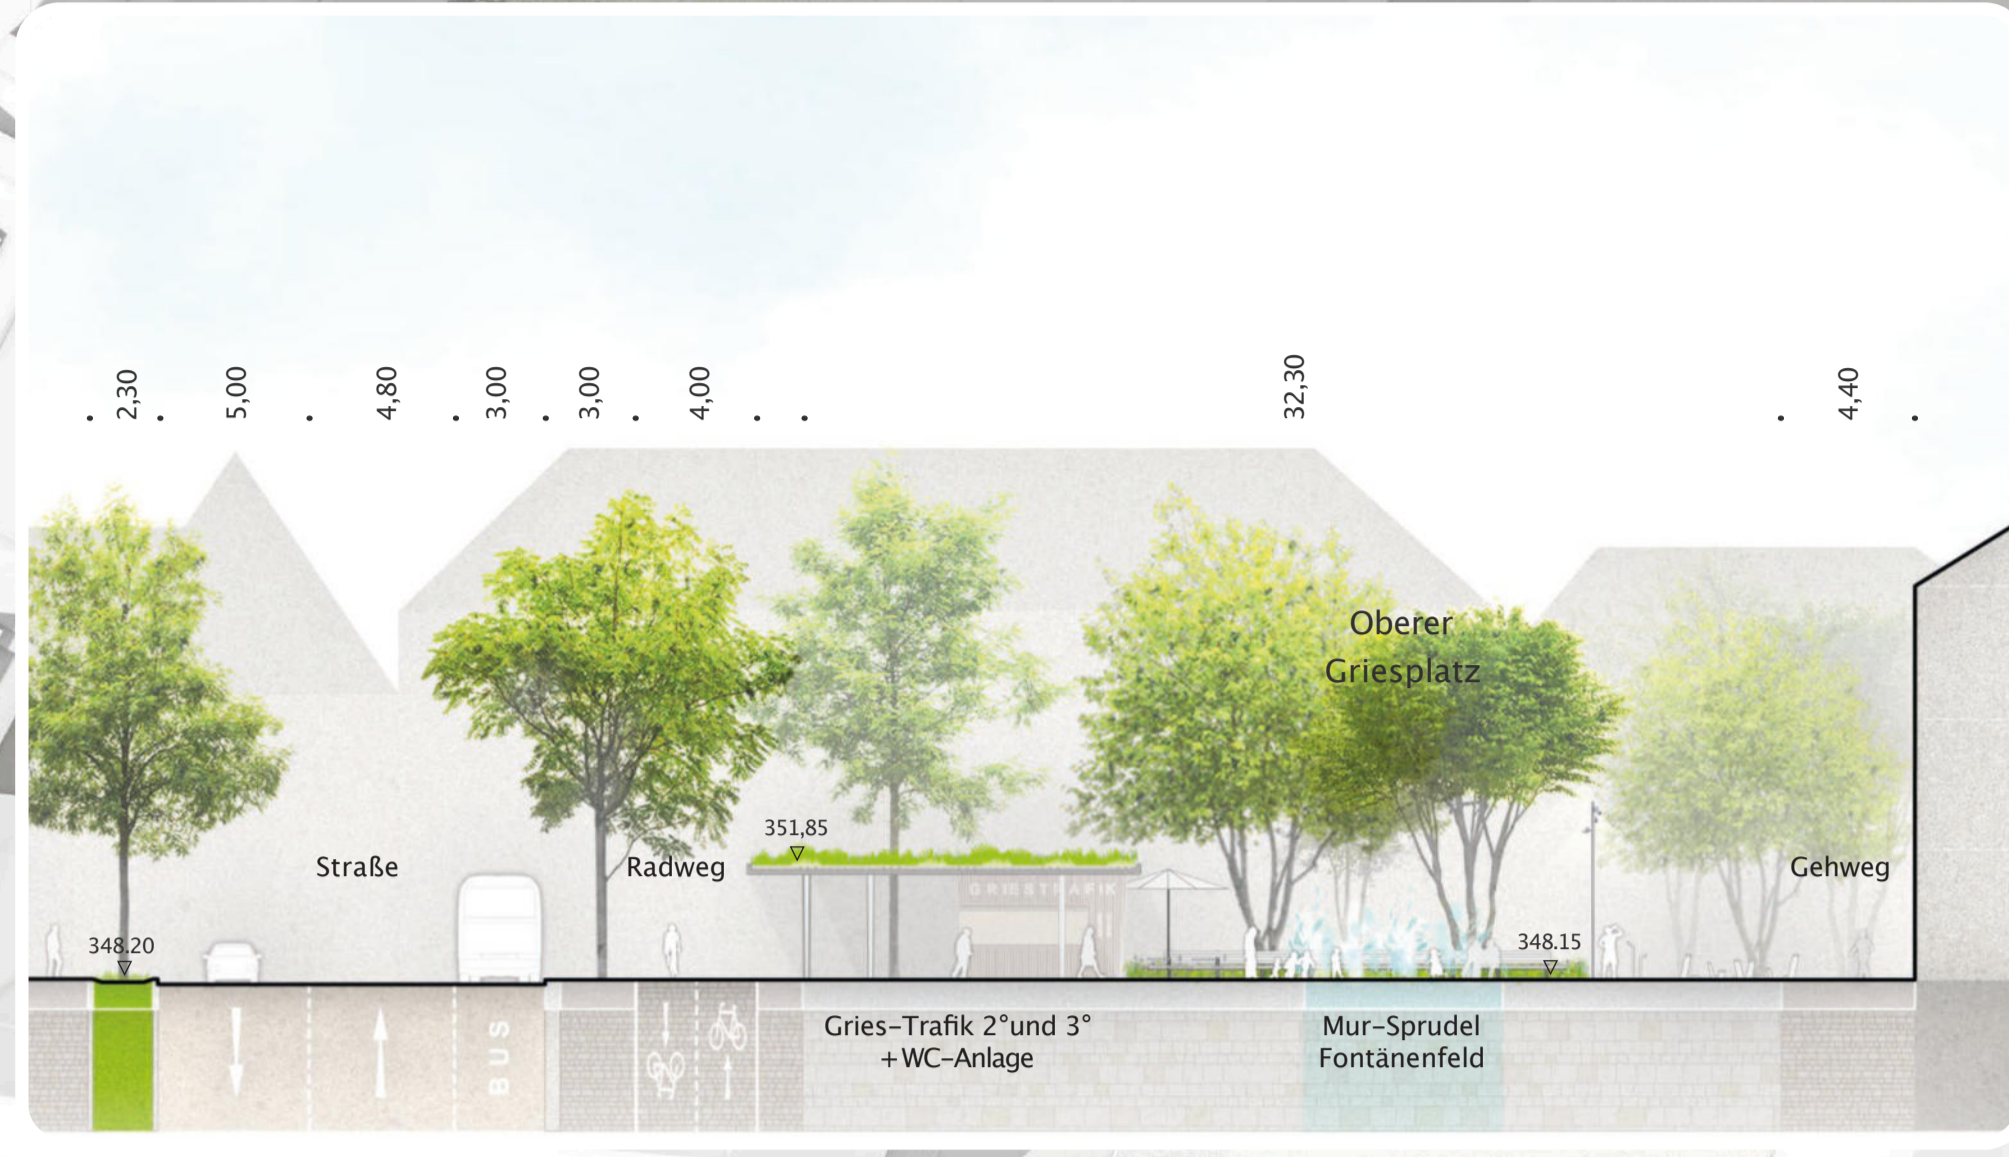 2,30
5,00
4,80
3,00
3,00
4,00
32,30
4,40
Oberer
Griesplatz
351,85
Straße
Radweg
Gehweg
GRIESTRAFIK
348.20
348.15
Gries-Trafik 2°und 3°
+WC-Anlage
Mur-Sprudel
Fontänenfeld
BUS